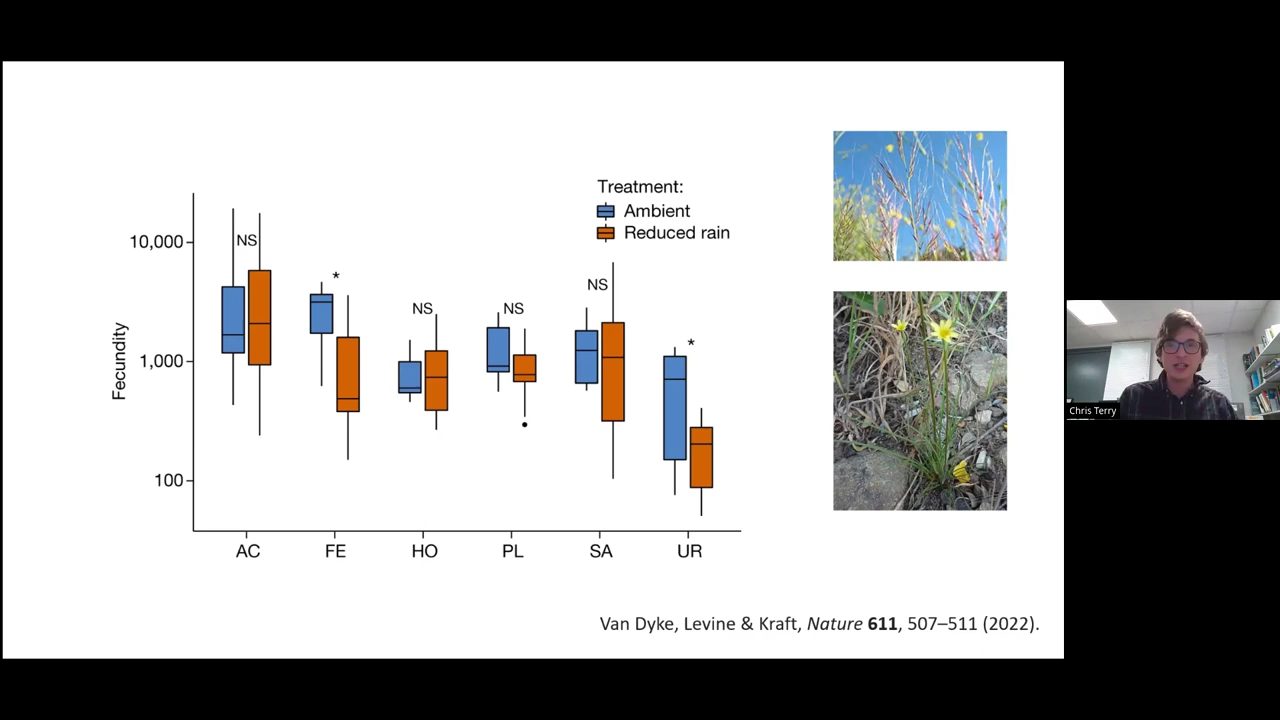 Treatment:
Ambient
Reduced rain
Fecundity
10,000
1,000
100
NS
*
NS
NS
NS
*
AC FE HO PL SA UR
Van Dyke, Levine & Kraft, Nature 611, 507–511 (2022).
Chris Terry